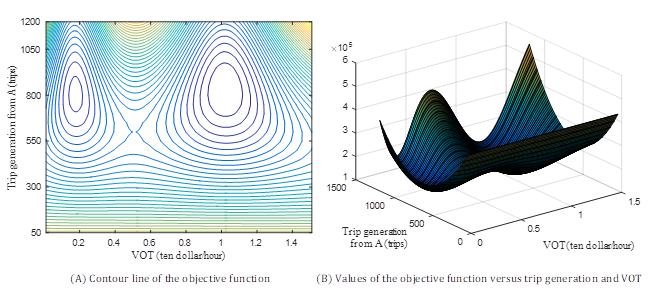 1200
1050
800
550
300
50
Trip generation from A (trips)
0.2 0.4 0.6 0.8 1 1.2 1.4
VOT (ten dollar/hour)
(A) Contour line of the objective function
×10⁵
6
5
4
3
2
1
1500
1000
500
0
Trip generation
from A (trips)
0
0.5
1
1.5
VOT(ten dollar/hour)
(B) Values of the objective function versus trip generation and VOT